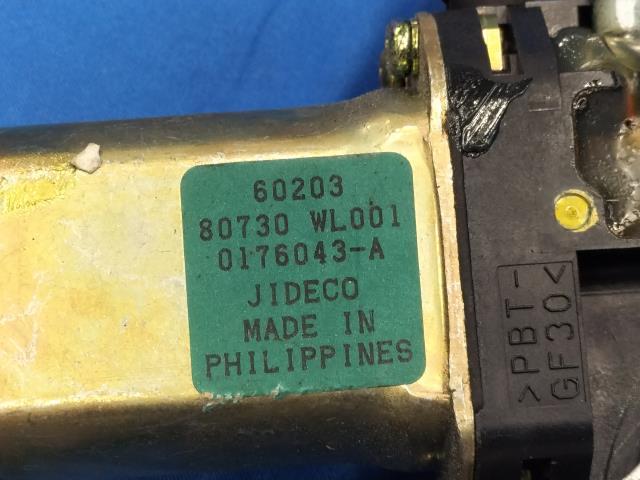 60203
80730 WL001
0176043-A
JIDECO
MADE IN
PHILIPPINES
>PBT-
GF30<